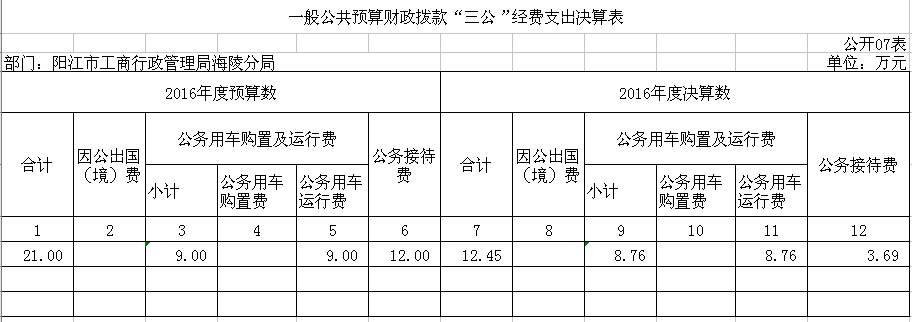 一般公共预算财政拨款“三公”经费支出决算表
公开07表
部门：阳江市工商行政管理局海陵分局 单位：万元
2016年度预算数 2016年度决算数
合计 因公出国（境）费 公务用车购置及运行费 公务接待费 合计 因公出国（境）费 公务用车购置及运行费 公务接待费
小计 公务用车购置费 公务用车运行费 小计 公务用车购置费 公务用车运行费
1 2 3 4 5 6 7 8 9 10 11 12
21.00 9.00 9.00 12.00 12.45 8.76 8.76 3.69